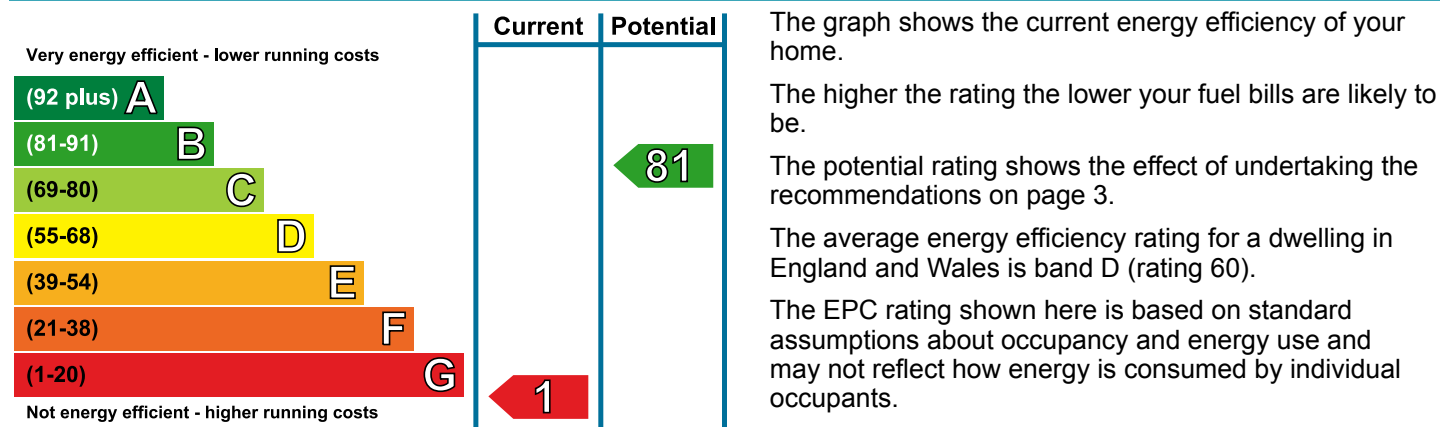 Current Potential
Very energy efficient - lower running costs
(92 plus) A
(81-91) B
(69-80) C
(55-68) D
(39-54) E
(21-38) F
(1-20) G
Not energy efficient - higher running costs
81
1
The graph shows the current energy efficiency of your
home.
The higher the rating the lower your fuel bills are likely to
be.
The potential rating shows the effect of undertaking the
recommendations on page 3.
The average energy efficiency rating for a dwelling in
England and Wales is band D (rating 60).
The EPC rating shown here is based on standard
assumptions about occupancy and energy use and
may not reflect how energy is consumed by individual
occupants.